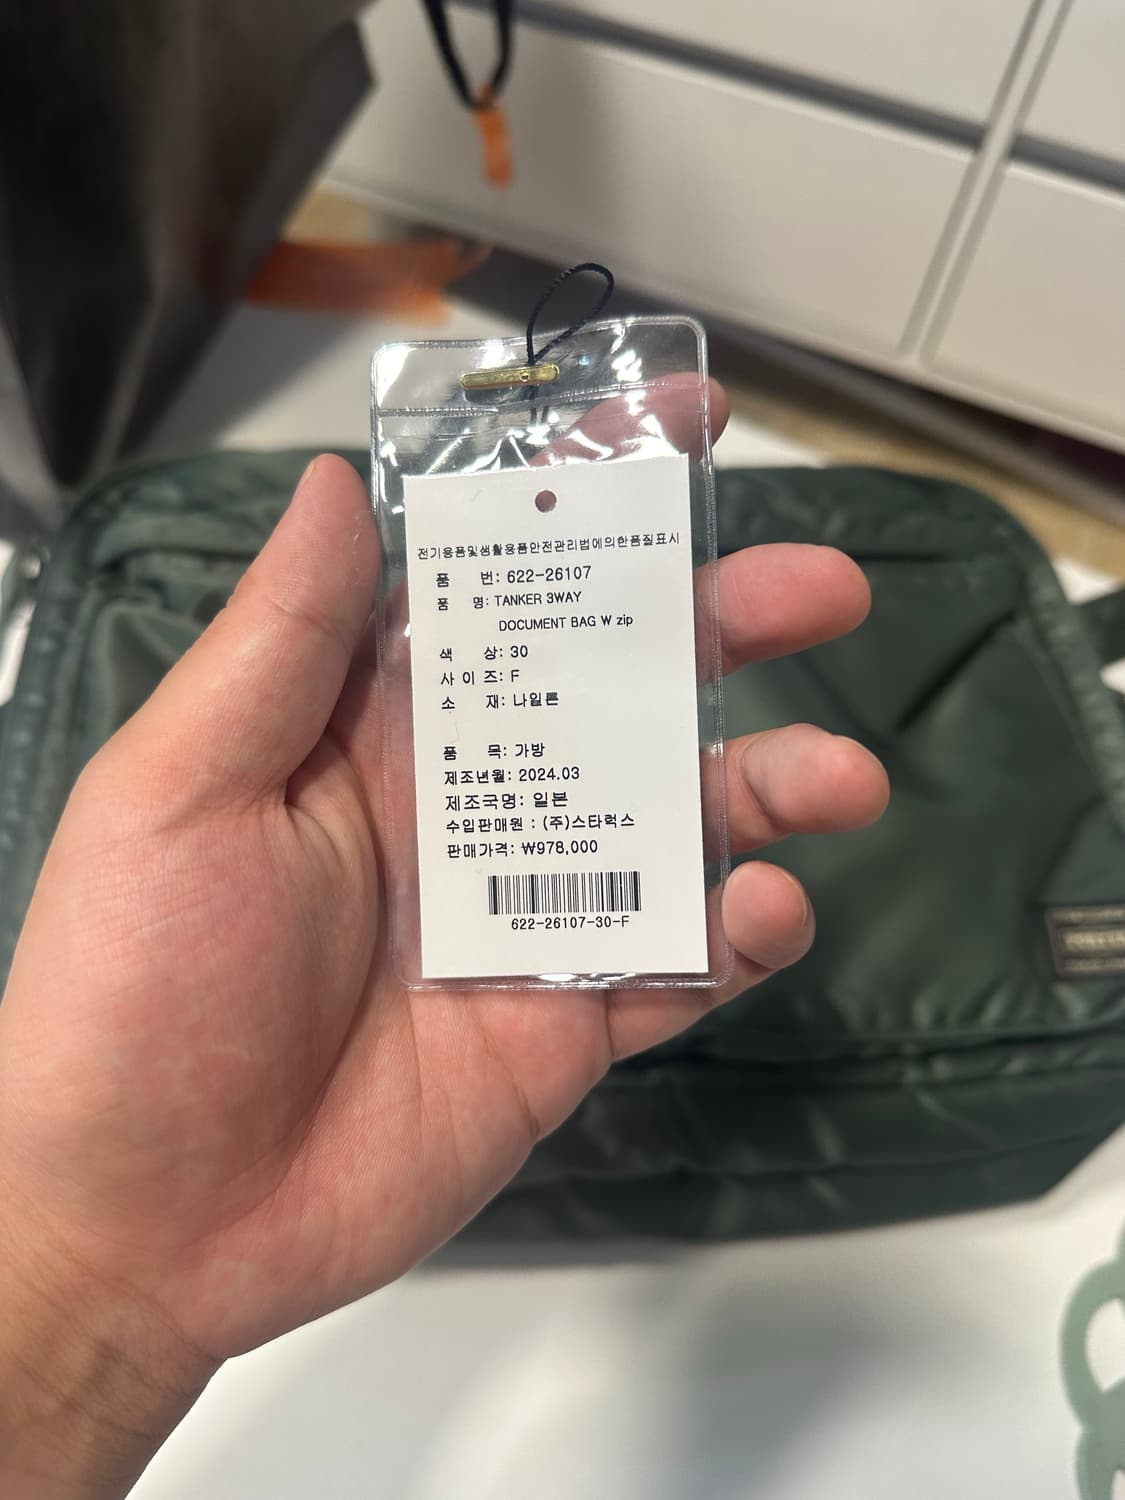 전기용품및생활용품안전관리법에의한품질표시
품 번: 622-26107
품 명: TANKER 3WAY
DOCUMENT BAG W zip
색 상: 30
사 이 즈: F
소 재: 나일론
품 목: 가방
제조년월: 2024.03
제조국명: 일본
수입판매원 : (주)스타럭스
판매가격: ₩978,000
622-26107-30-F